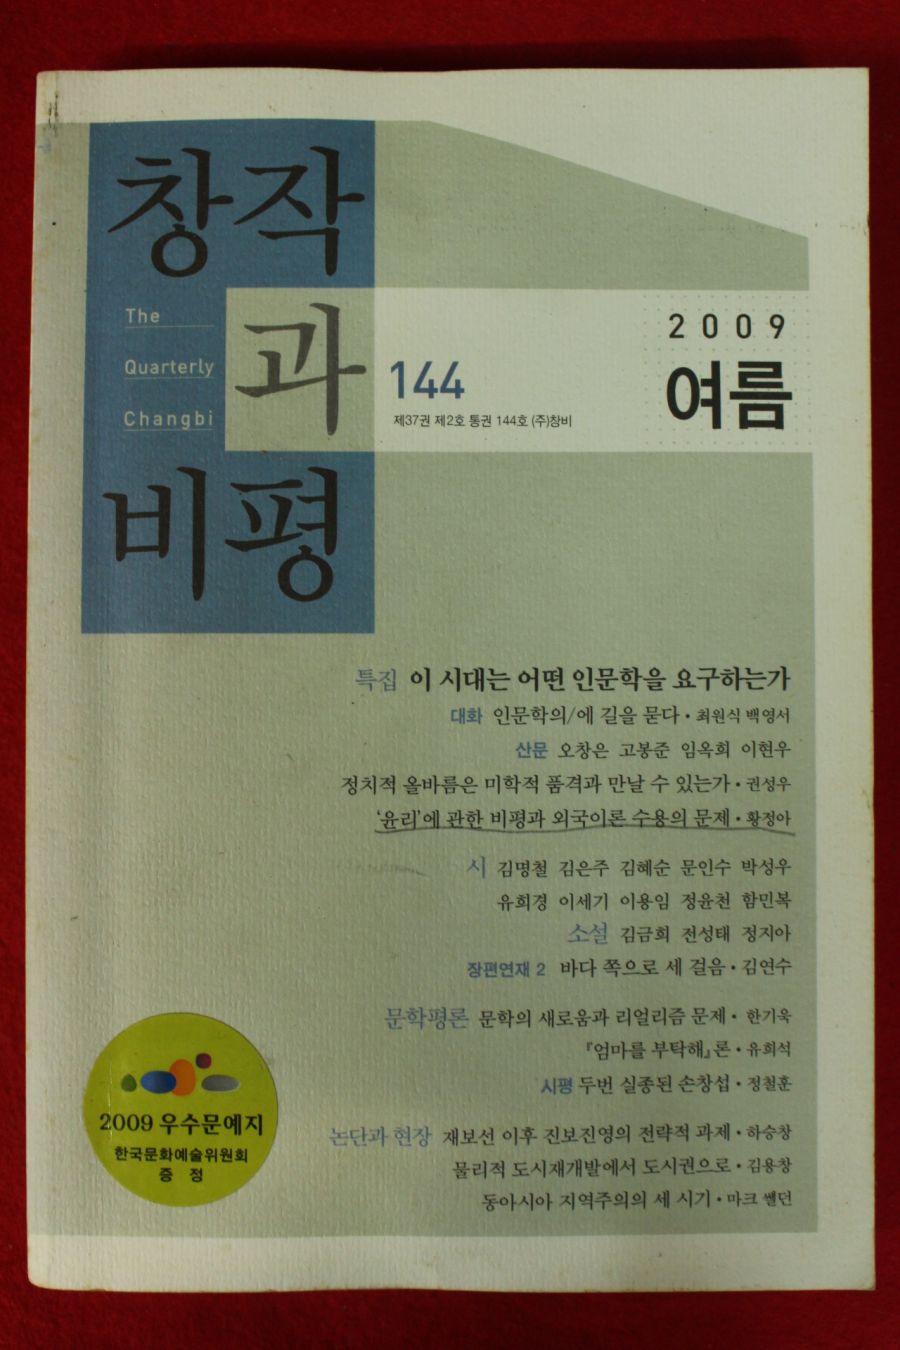 창작
과
비평
The
Quarterly
Changbi
144
제37권 제2호 통권 144호 (주)창비
2009
여름
특집 이 시대는 어떤 인문학을 요구하는가
대화 인문학의/에 길을 묻다 • 최원식 백영서
산문 오창은 고봉준 임옥희 이현우
정치적 올바름은 미학적 품격과 만날 수 있는가 • 권성우
'윤리'에 관한 비평과 외국이론 수용의 문제 • 황정아
시 김명철 김은주 김혜순 문인수 박성우
유희경 이세기 이용임 정윤천 함민복
소설 김금희 전성태 정지아
장편연재 2 바다 쪽으로 세 걸음 • 김연수
문학평론 문학의 새로움과 리얼리즘 문제 • 한기욱
『엄마를 부탁해』론 • 유희석
시평 두번 실종된 손창섭 • 정철훈
논단과 현장 재보선 이후 진보진영의 전략적 과제 • 하승창
물리적 도시재개발에서 도시권으로 • 김용창
동아시아 지역주의의 세 시기 • 마크 쎌던
2009 우수문예지
한국문화예술위원회
증 정